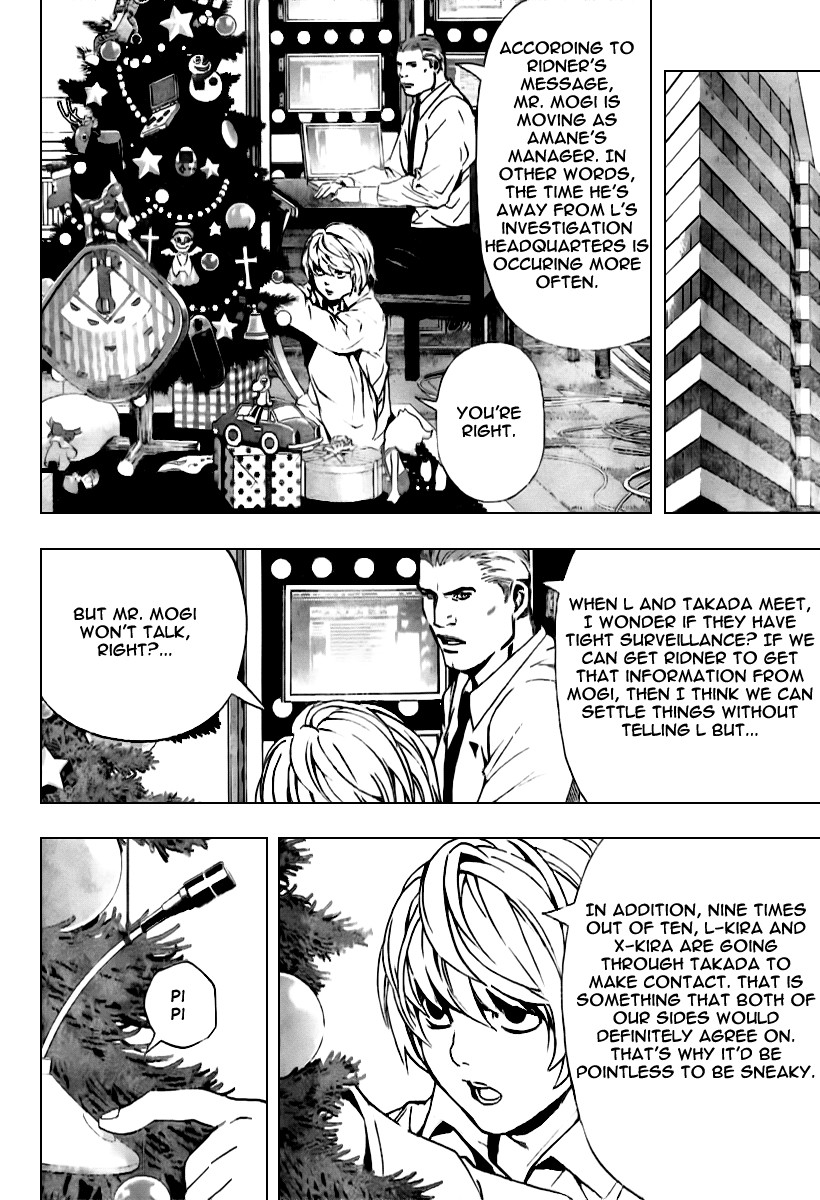 ACCORDING TO
RIDNER'S
MESSAGE,
MR. MOGI IS
MOVING AS
AMANE'S
MANAGER. IN
OTHER WORDS,
THE TIME HE'S
AWAY FROM L'S
INVESTIGATION
HEADQUARTERS IS
OCCURING MORE
OFTEN.
YOU'RE
RIGHT.
WHEN L AND TAKADA MEET,
I WONDER IF THEY HAVE
TIGHT SURVEILLANCE? IF WE
CAN GET RIDNER TO GET
THAT INFORMATION FROM
MOGI, THEN I THINK WE CAN
SETTLE THINGS WITHOUT
TELLING L BUT...
BUT MR. MOGI
WON'T TALK,
RIGHT?...
IN ADDITION, NINE TIMES
OUT OF TEN, L-KIRA AND
X-KIRA ARE GOING
THROUGH TAKADA TO
MAKE CONTACT. THAT IS
SOMETHING THAT BOTH OF
OUR SIDES WOULD
DEFINITELY AGREE ON.
THAT'S WHY IT'D BE
POINTLESS TO BE SNEAKY.
PI
PI